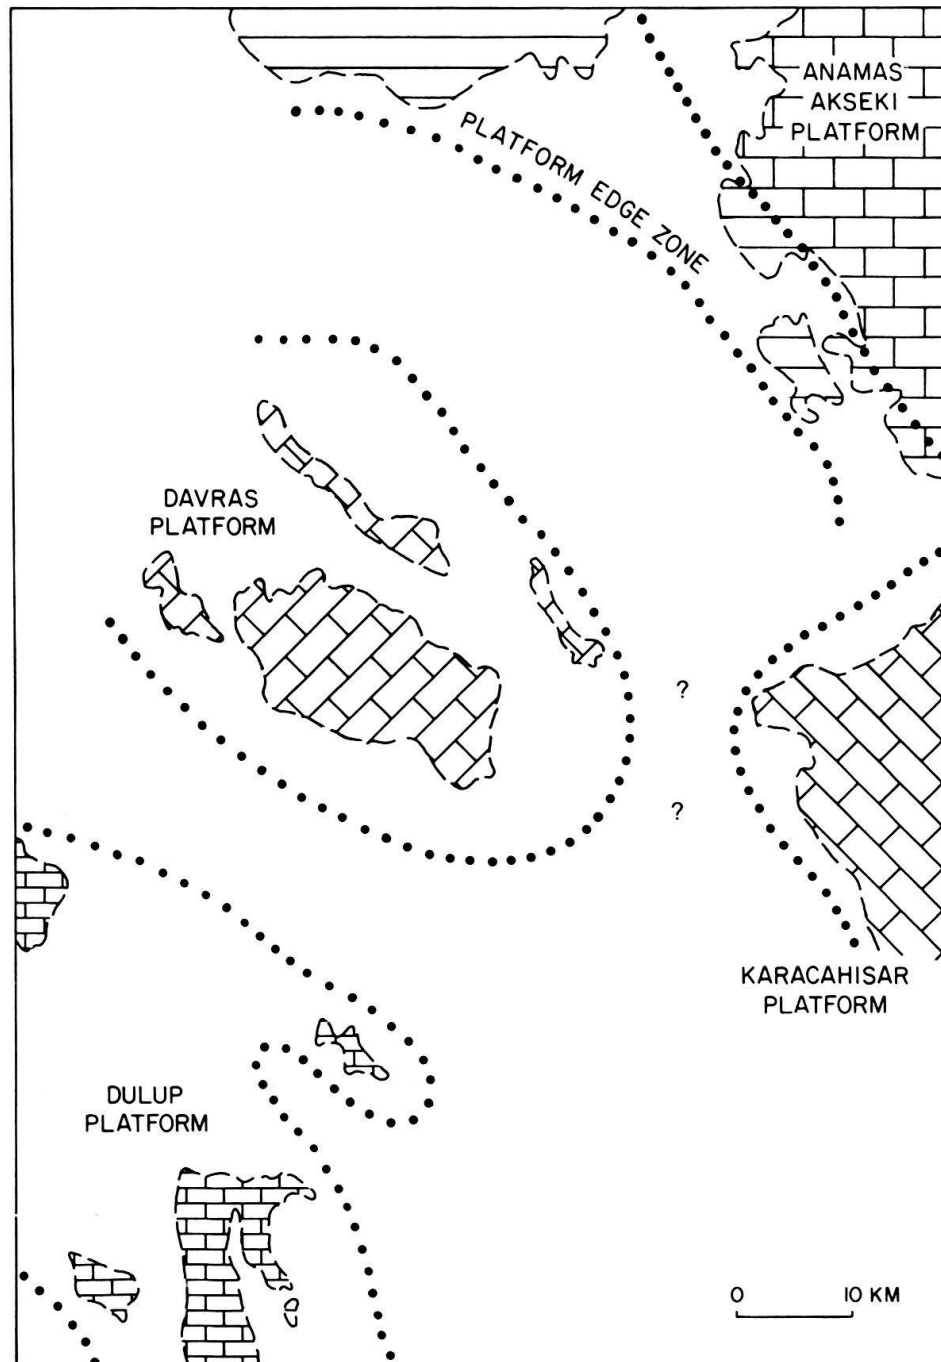 ANAMAS
AKSEKI
PLATFORM
PLATFORM EDGE ZONE
DAVRAS
PLATFORM
?
?
KARACAHISAR
PLATFORM
DULUP
PLATFORM
0 10 KM